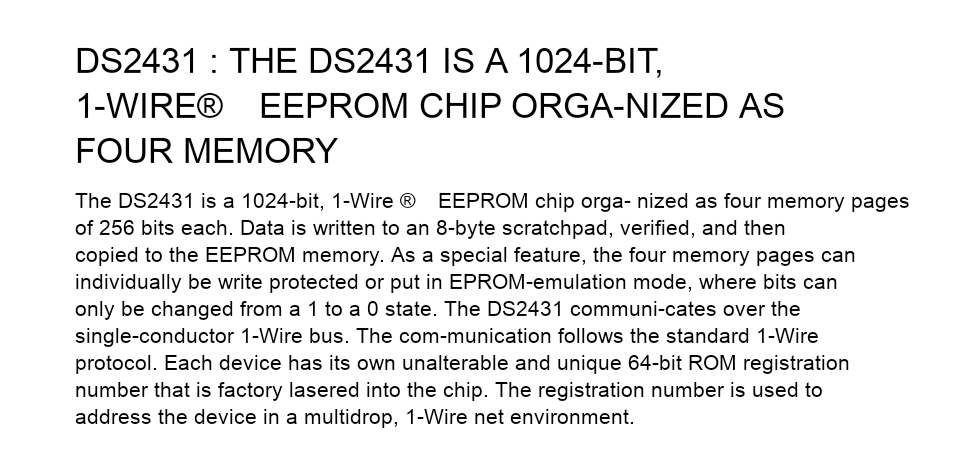 DS2431 : THE DS2431 IS A 1024-BIT,
1-WIRE® EEPROM CHIP ORGA-NIZED AS
FOUR MEMORY
The DS2431 is a 1024-bit, 1-Wire ® EEPROM chip orga- nized as four memory pages
of 256 bits each. Data is written to an 8-byte scratchpad, verified, and then
copied to the EEPROM memory. As a special feature, the four memory pages can
individually be write protected or put in EPROM-emulation mode, where bits can
only be changed from a 1 to a 0 state. The DS2431 communi-cates over the
single-conductor 1-Wire bus. The com-munication follows the standard 1-Wire
protocol. Each device has its own unalterable and unique 64-bit ROM registration
number that is factory lasered into the chip. The registration number is used to
address the device in a multidrop, 1-Wire net environment.